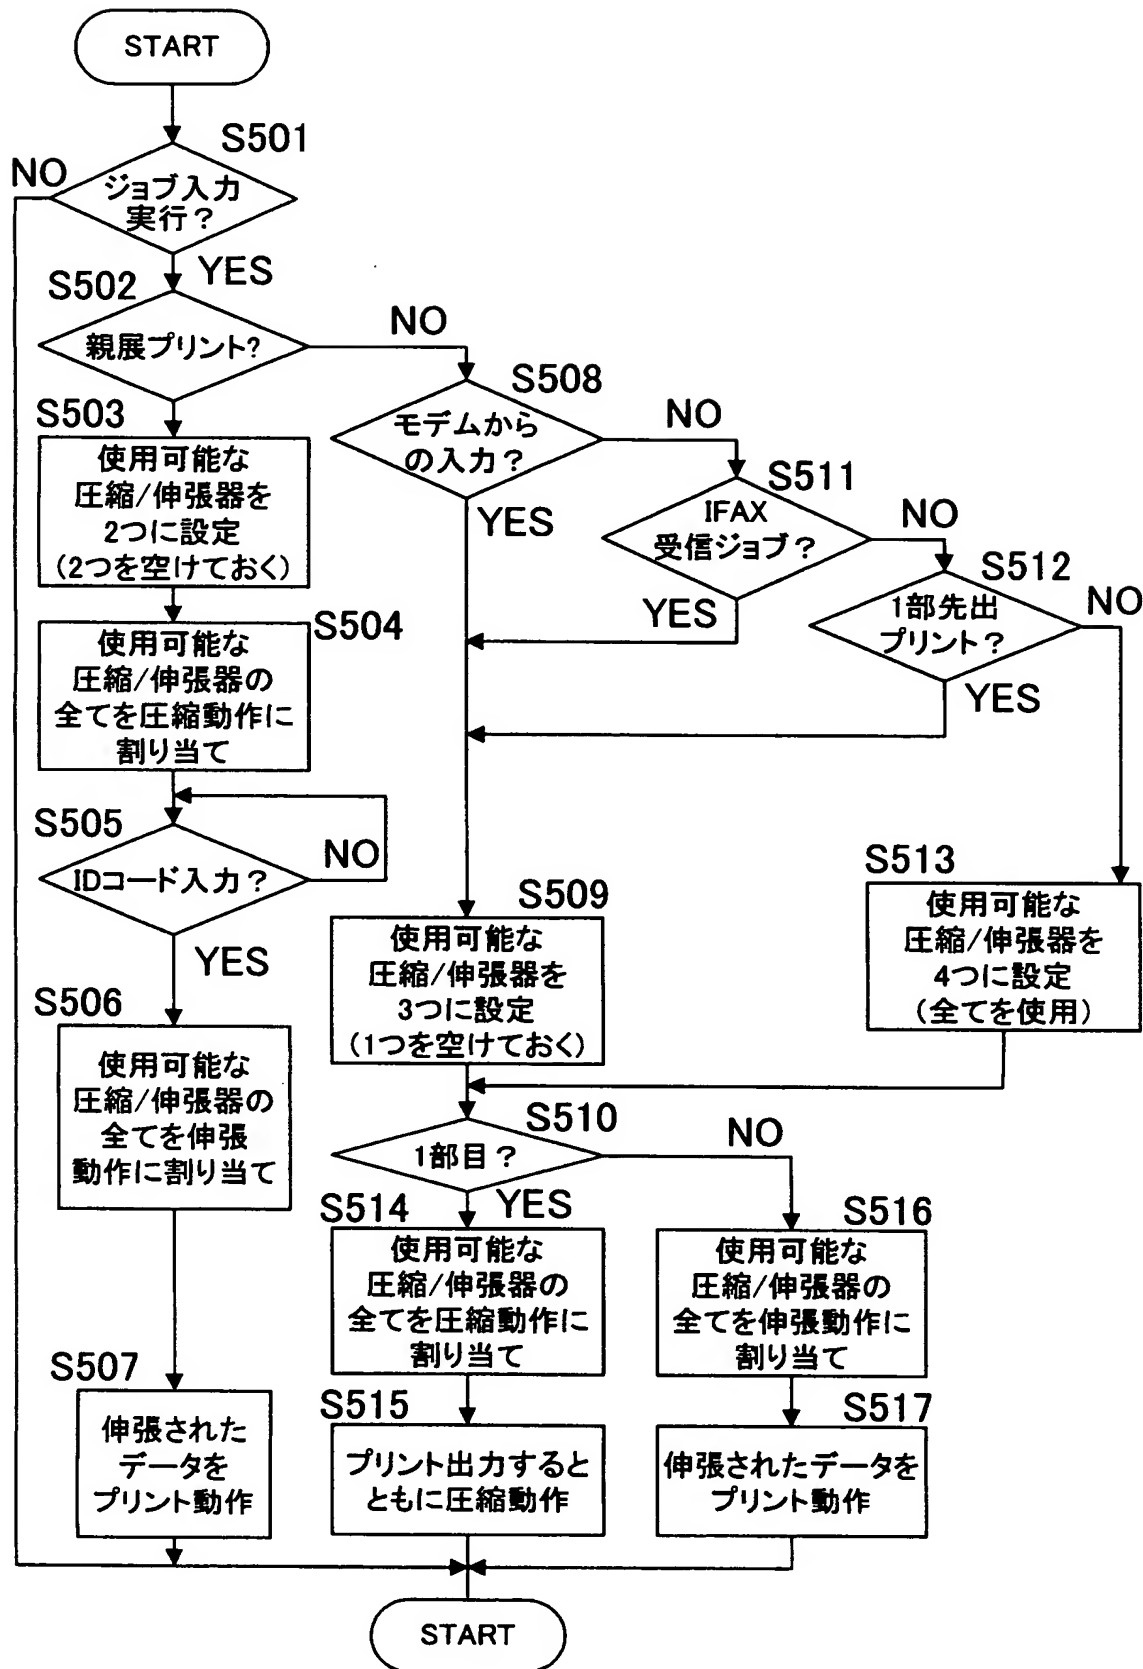 START
S501
NO
ジョブ入力
実行？
YES
S502
親展プリント?
NO
S503
使用可能な
圧縮/伸張器を
2つに設定
(2つを空けておく)
S504
使用可能な
圧縮/伸張器の
全てを圧縮動作に
割り当て
S505
IDコード入力？
NO
YES
S506
使用可能な
圧縮/伸張器の
全てを伸張
動作に割り当て
S507
伸張された
データを
プリント動作
S508
モデムから
の入力？
NO
YES
S511
IFAX
受信ジョブ？
NO
YES
S512
1部先出
プリント？
NO
YES
S509
使用可能な
圧縮/伸張器を
3つに設定
(1つを空けておく)
S513
使用可能な
圧縮/伸張器を
4つに設定
(全てを使用)
S510
1部目？
NO
YES
S514
使用可能な
圧縮/伸張器の
全てを圧縮動作に
割り当て
S515
プリント出力すると
ともに圧縮動作
S516
使用可能な
圧縮/伸張器の
全てを伸張動作に
割り当て
S517
伸張されたデータを
プリント動作
START